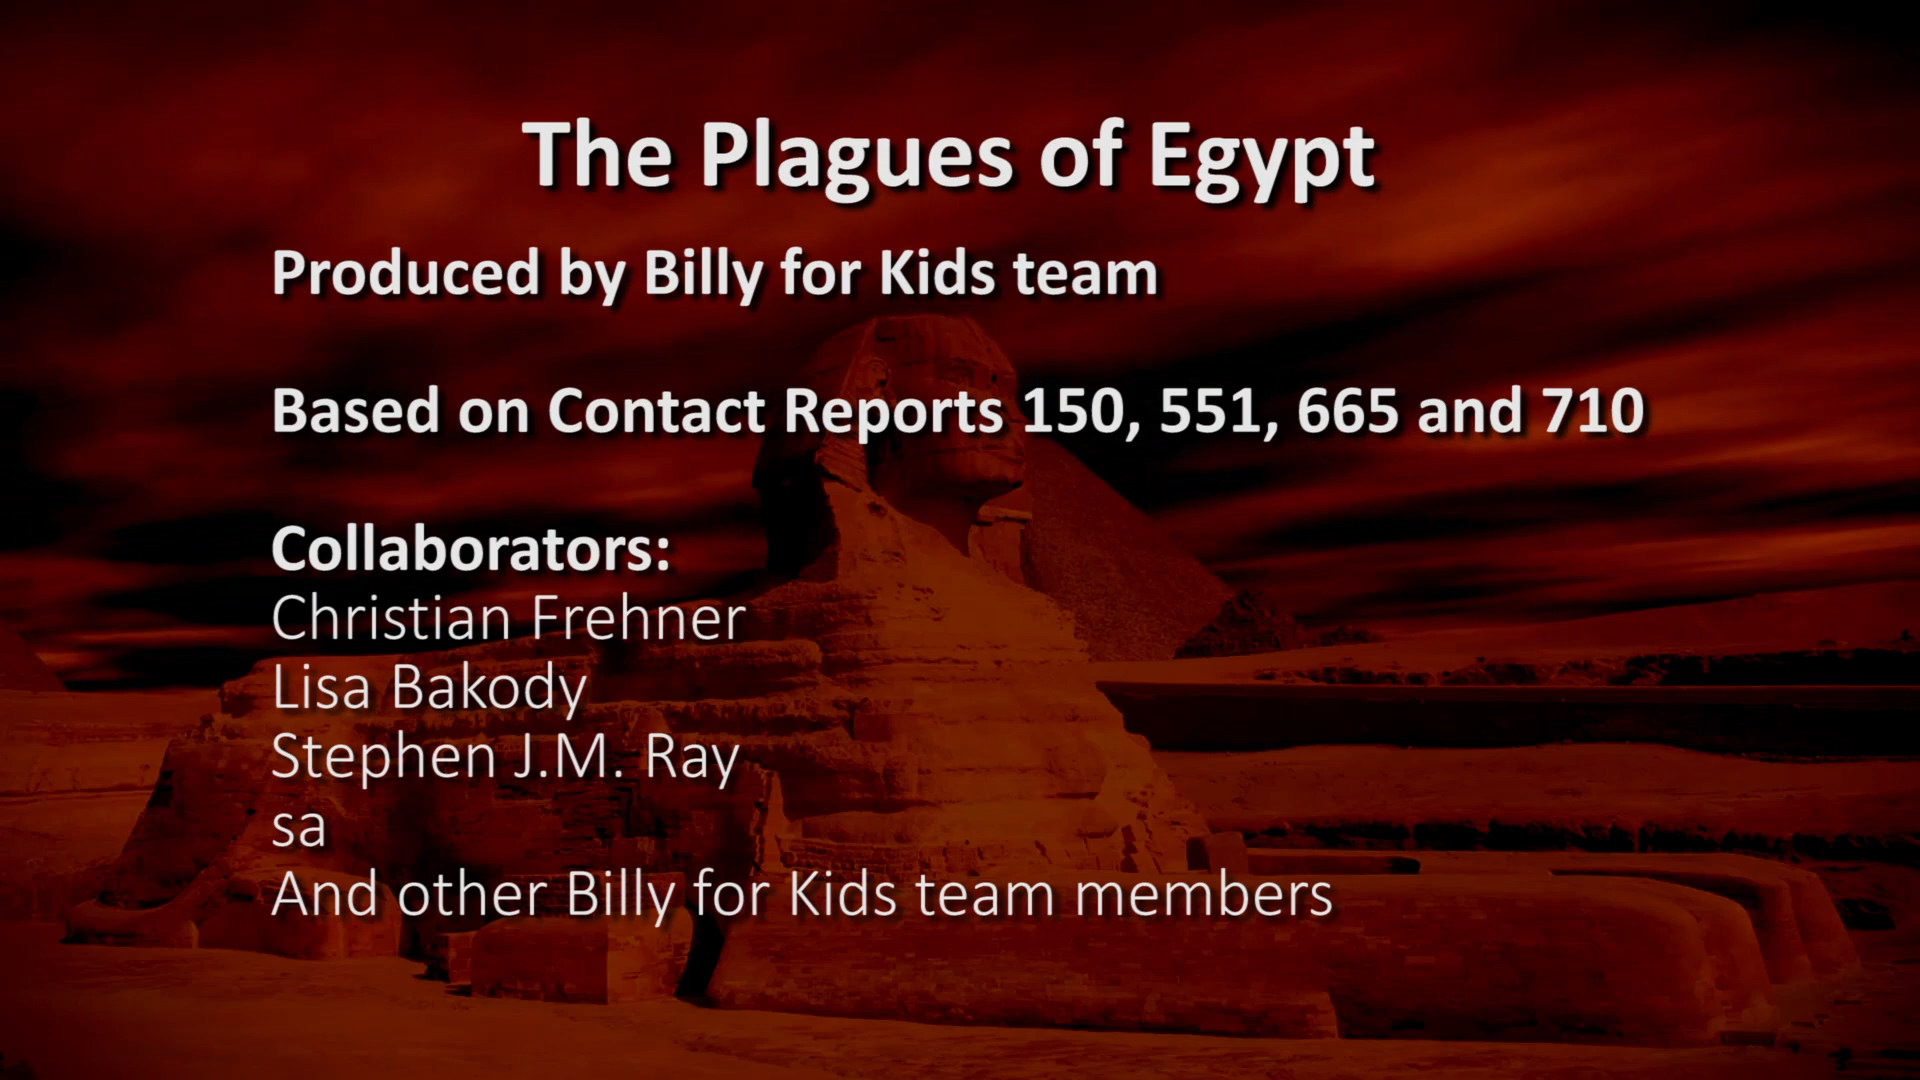 The Plagues of Egypt
Produced by Billy for Kids team
Based on Contact Reports 150, 551, 665 and 710
Collaborators:
Christian Frehner
Lisa Bakody
Stephen J.M. Ray
sa
And other Billy for Kids team members